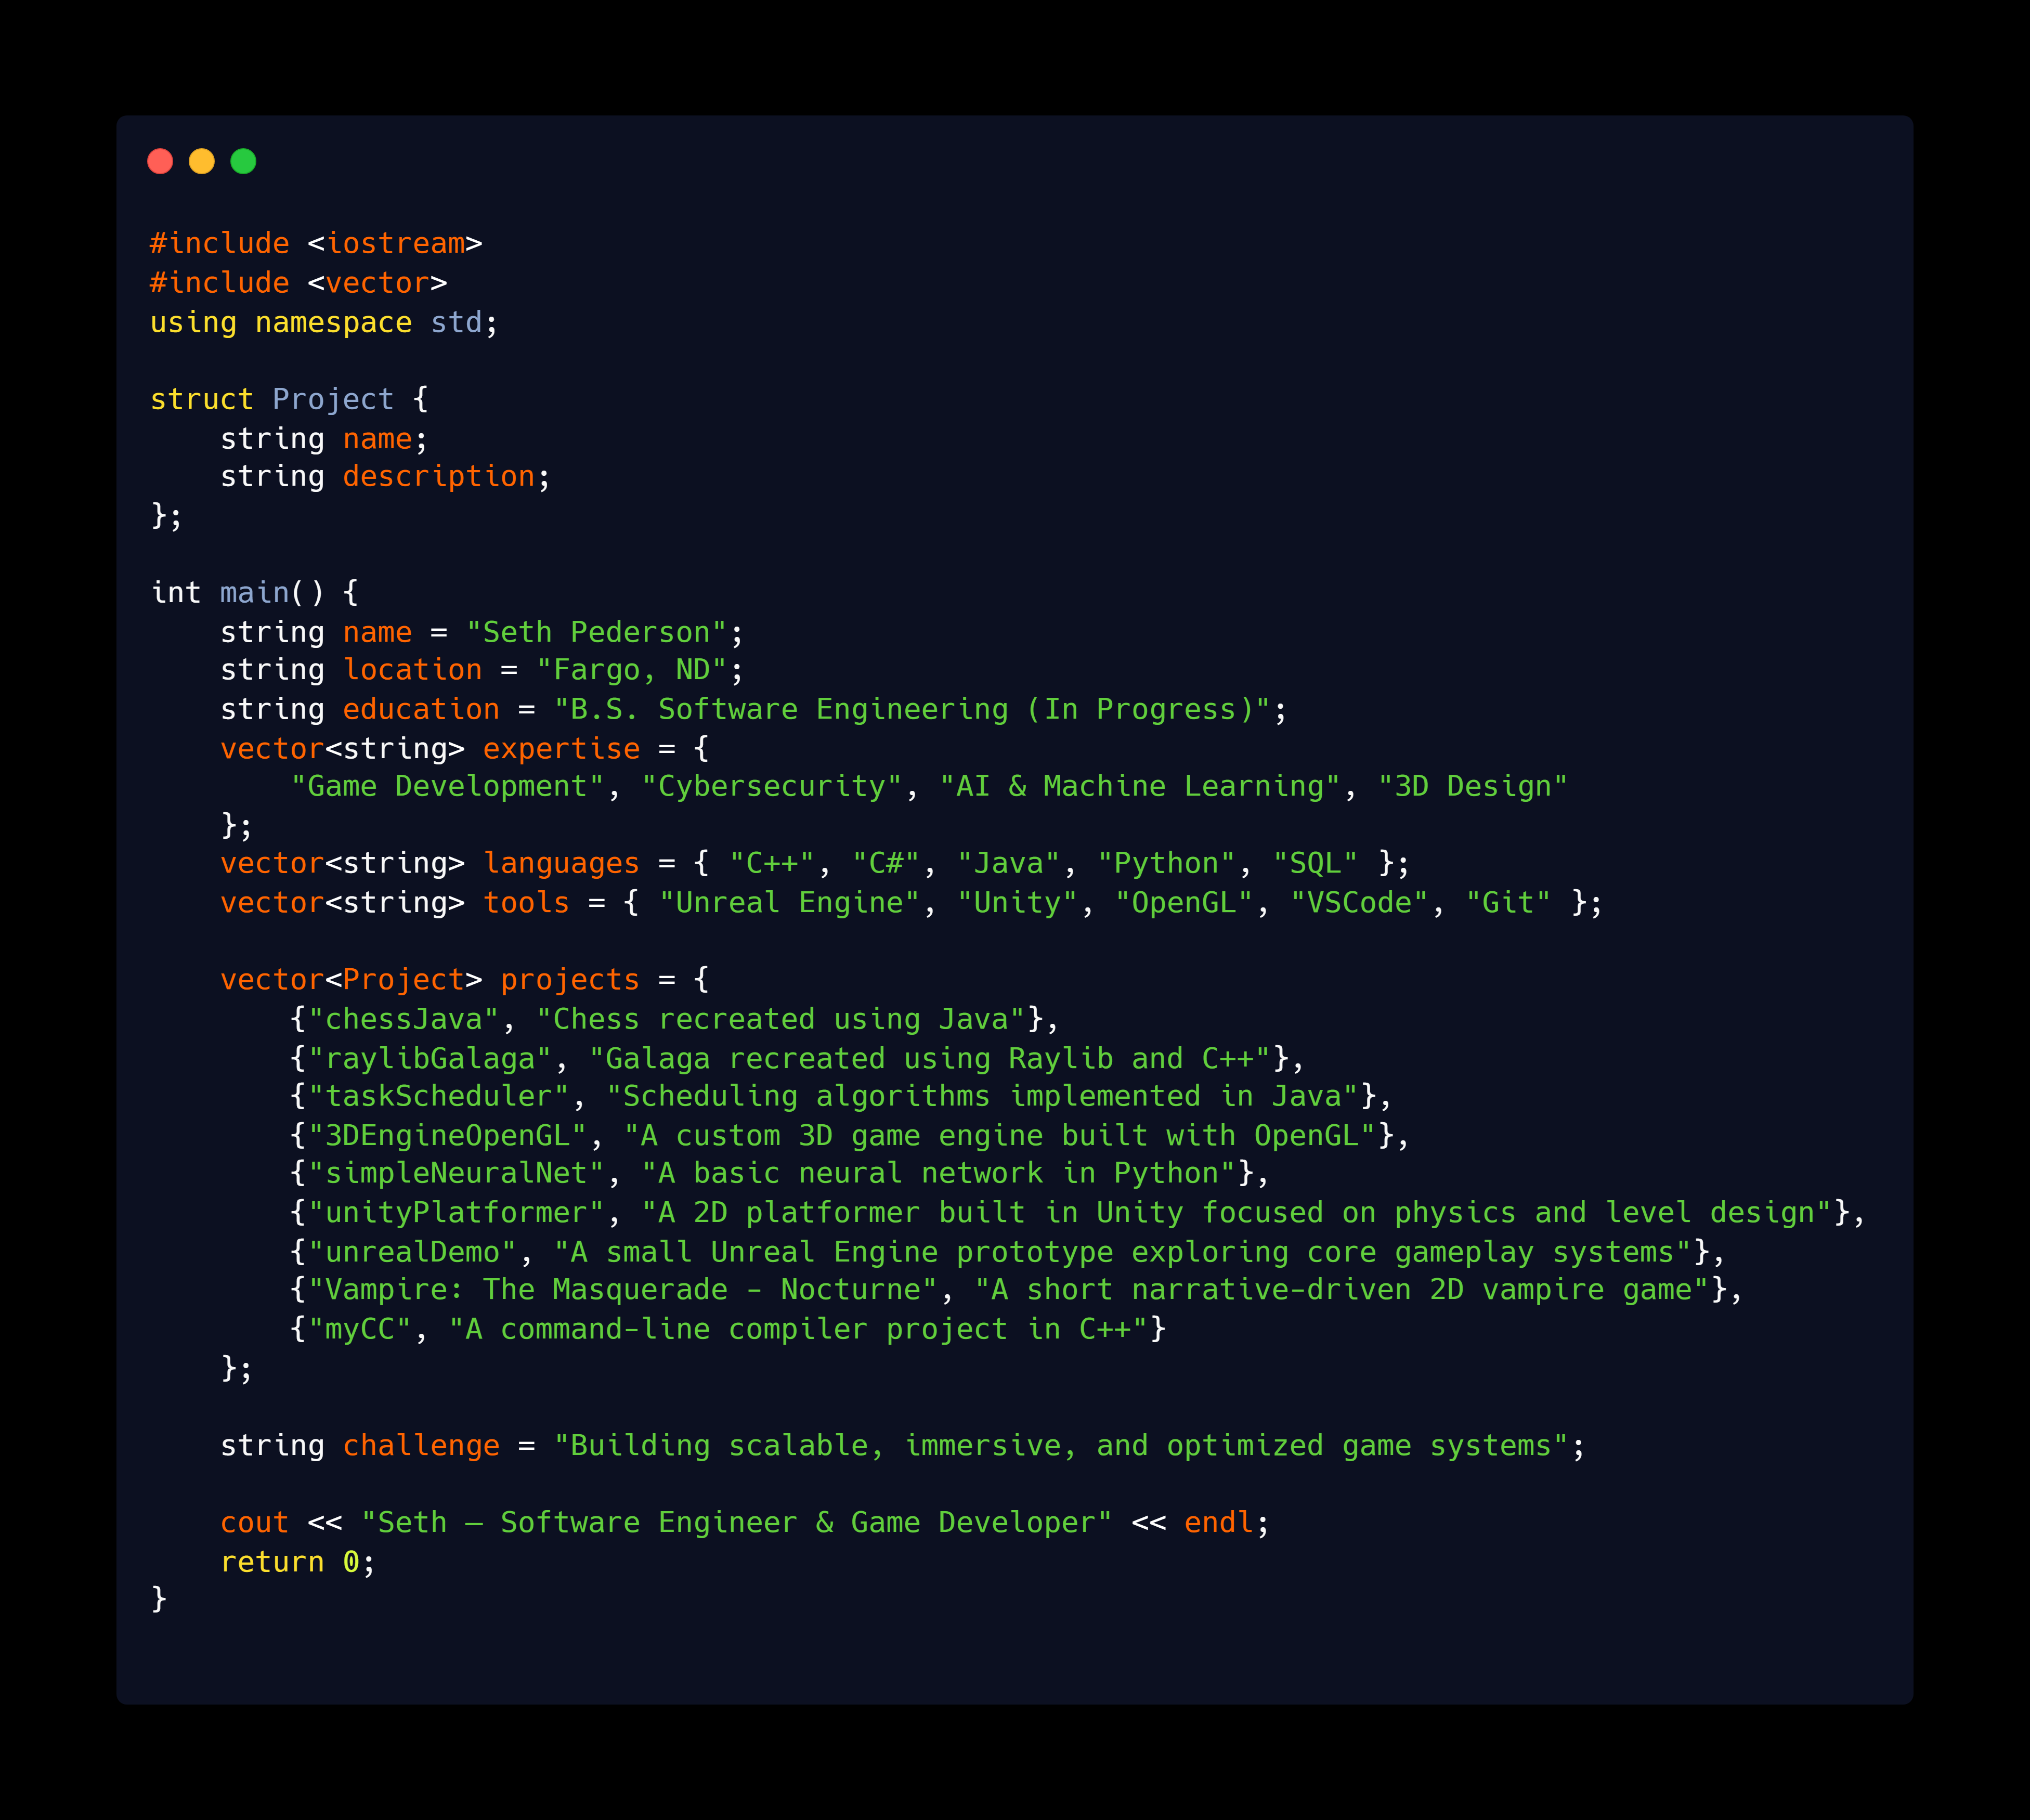 #include <iostream>
#include <vector>
using namespace std;

struct Project {
    string name;
    string description;
};

int main() {
    string name = "Seth Pederson";
    string location = "Fargo, ND";
    string education = "B.S. Software Engineering (In Progress)";
    vector<string> expertise = {
        "Game Development", "Cybersecurity", "AI & Machine Learning", "3D Design"
    };
    vector<string> languages = { "C++", "C#", "Java", "Python", "SQL" };
    vector<string> tools = { "Unreal Engine", "Unity", "OpenGL", "VSCode", "Git" };

    vector<Project> projects = {
        {"chessJava", "Chess recreated using Java"},
        {"raylibGalaga", "Galaga recreated using Raylib and C++"},
        {"taskScheduler", "Scheduling algorithms implemented in Java"},
        {"3DEngineOpenGL", "A custom 3D game engine built with OpenGL"},
        {"simpleNeuralNet", "A basic neural network in Python"},
        {"unityPlatformer", "A 2D platformer built in Unity focused on physics and level design"},
        {"unrealDemo", "A small Unreal Engine prototype exploring core gameplay systems"},
        {"Vampire: The Masquerade - Nocturne", "A short narrative-driven 2D vampire game"},
        {"myCC", "A command-line compiler project in C++"}
    };

    string challenge = "Building scalable, immersive, and optimized game systems";

    cout << "Seth — Software Engineer & Game Developer" << endl;
    return 0;
}